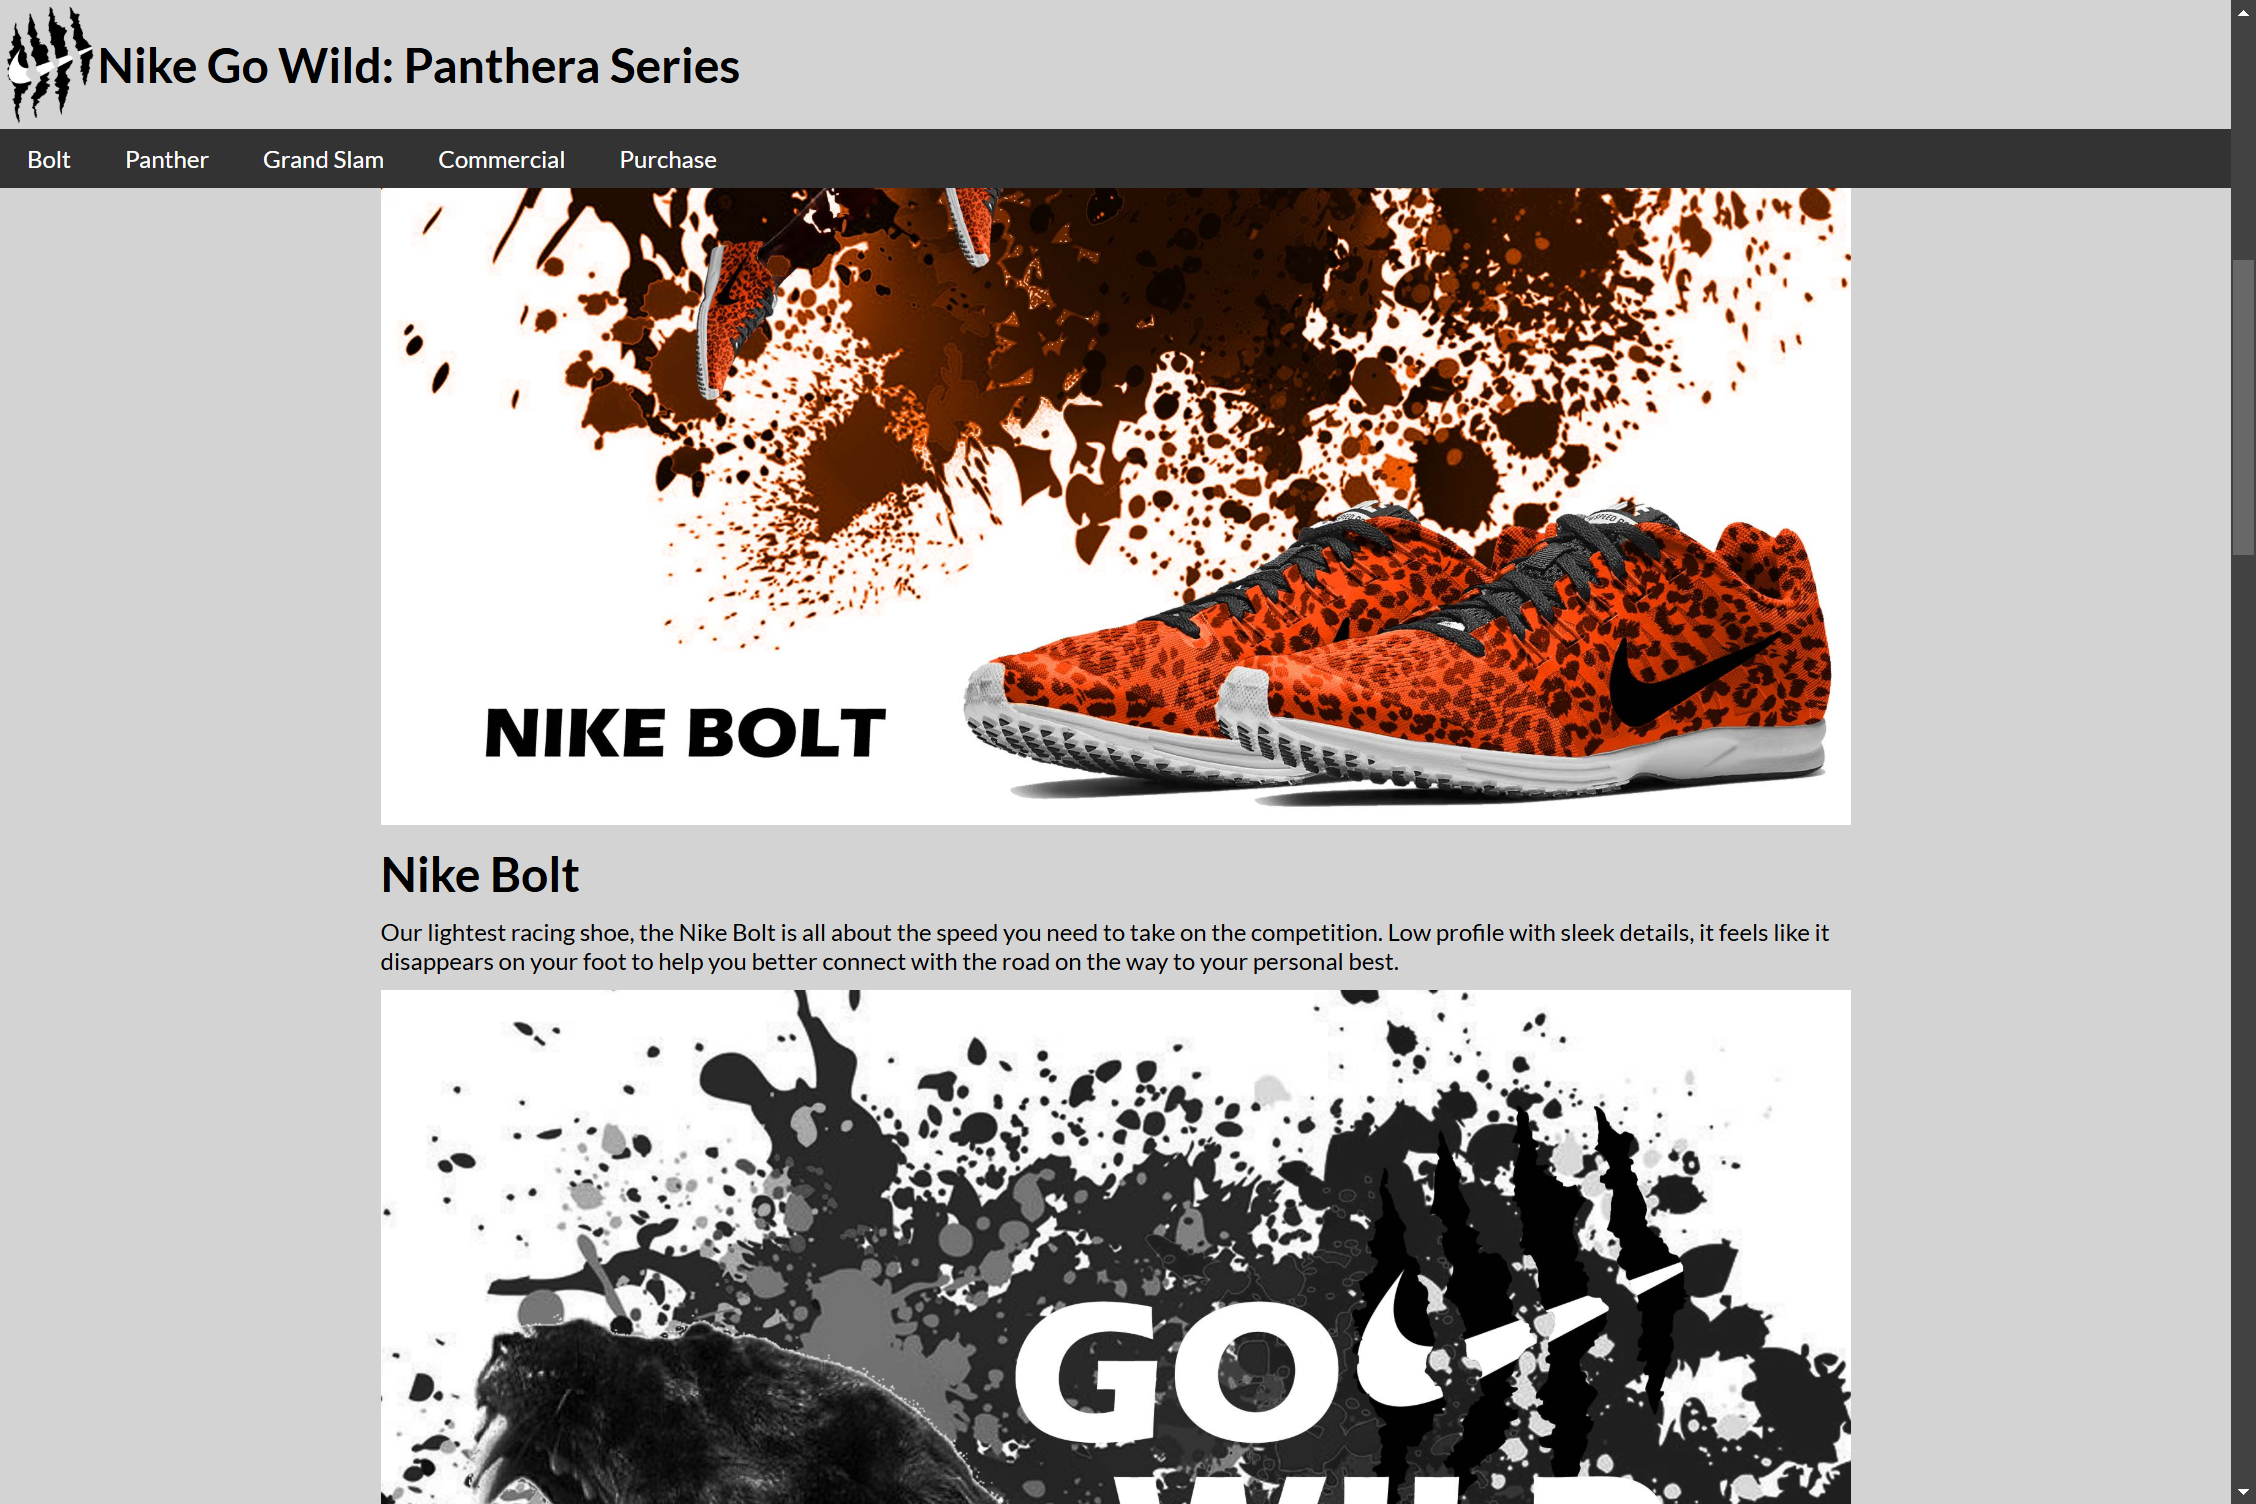 Nike Go Wild: Panthera Series
Bolt Panther Grand Slam Commercial Purchase
NIKE BOLT
Nike Bolt
Our lightest racing shoe, the Nike Bolt is all about the speed you need to take on the competition. Low profile with sleek details, it feels like it
disappears on your foot to help you better connect with the road on the way to your personal best.
GO
WILD